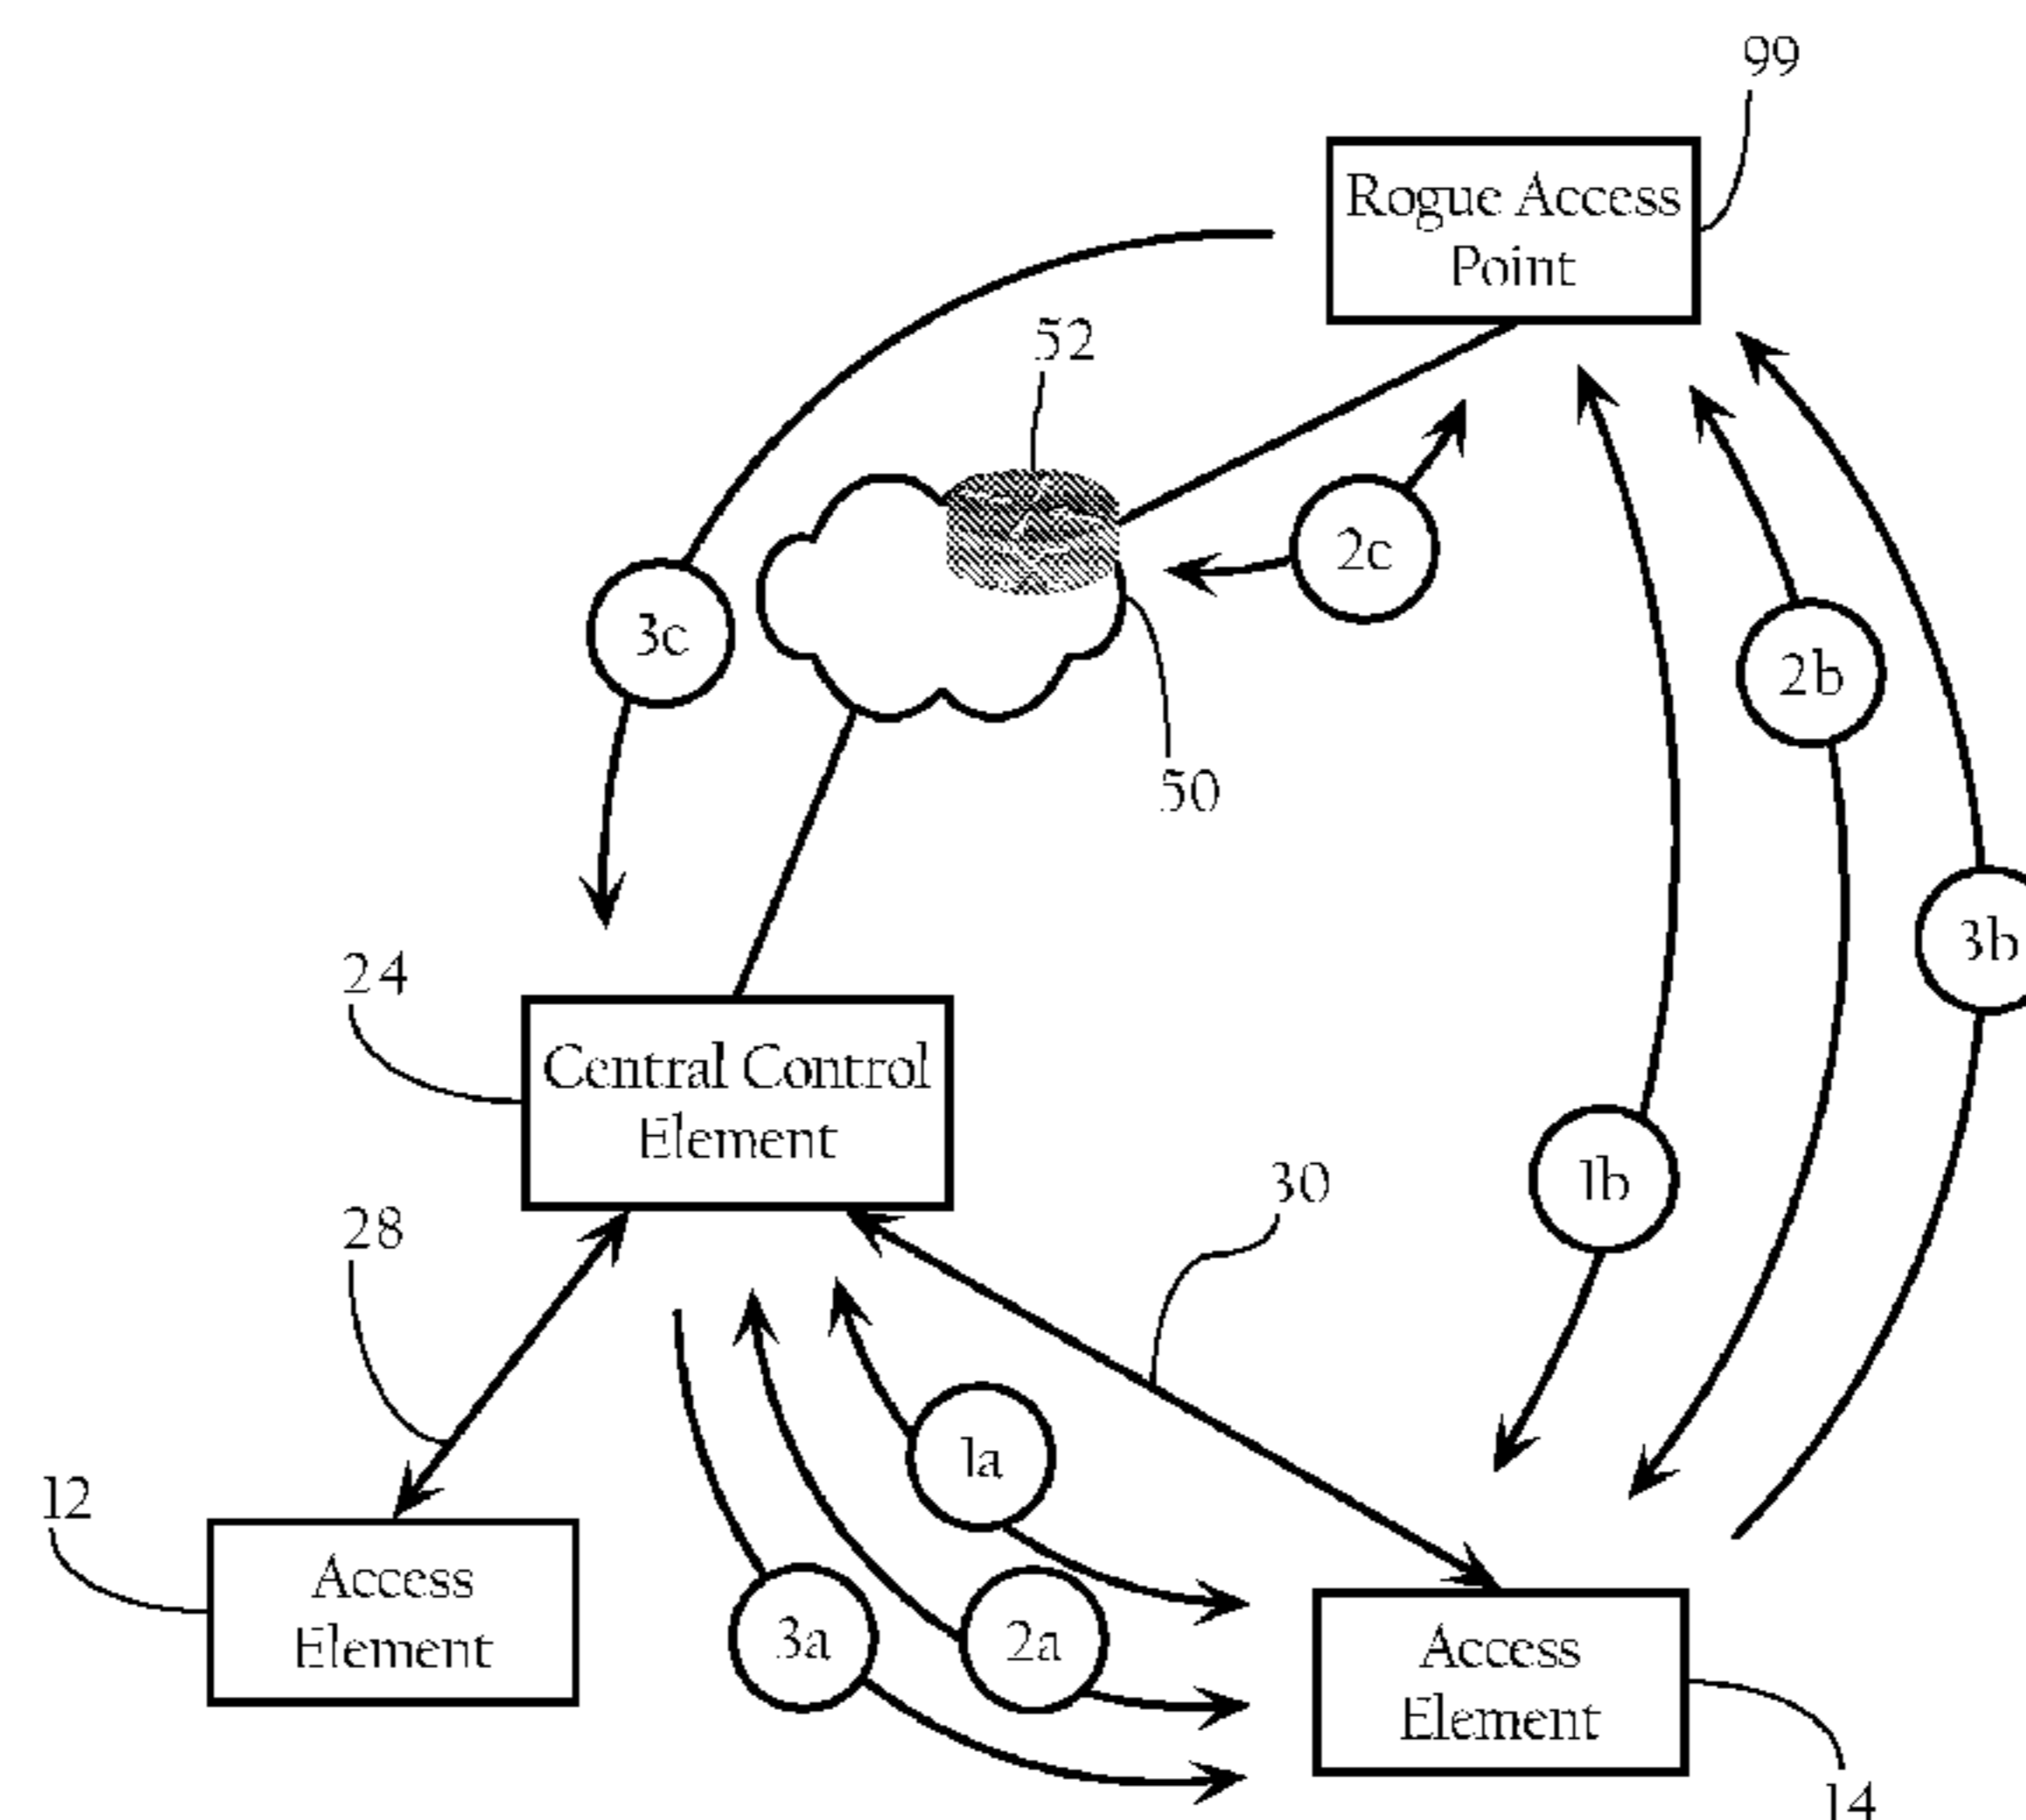 99
Rogue Access
Point
52
2c
3c
2b
50
3b
24
Central Control
Element
1b
30
28
1a
12
Access
Element
3a
2a
Access
Element
14